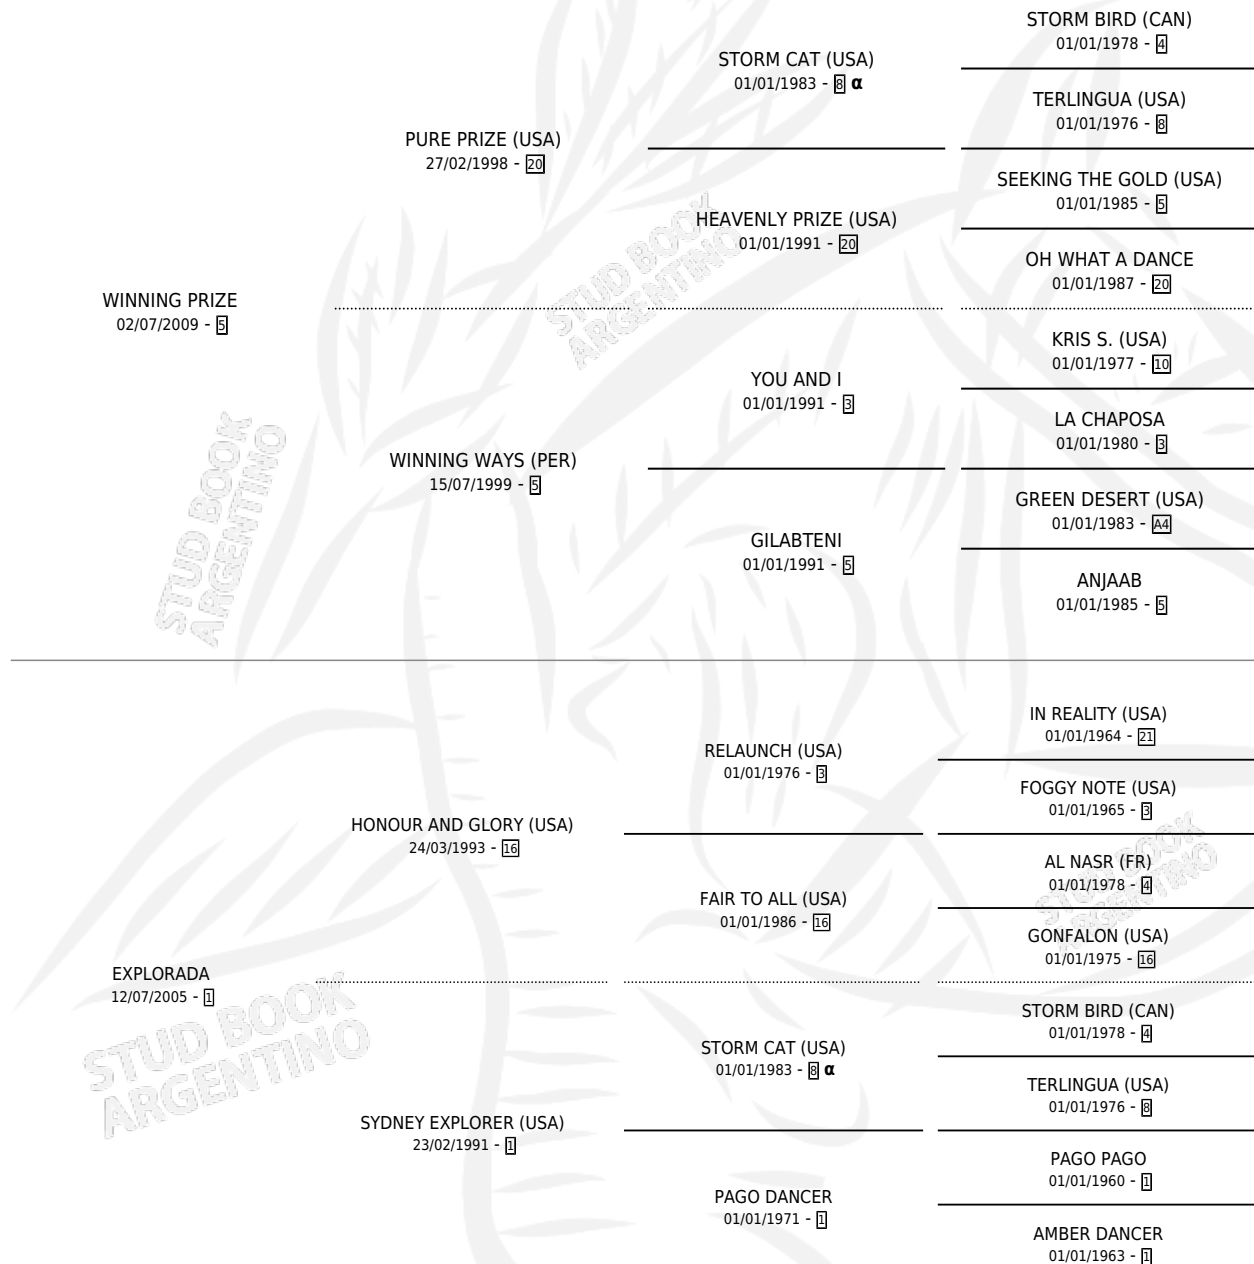 STORM BIRD (CAN)
01/01/1978 - 4
STORM CAT (USA)
01/01/1983 - 8 α
TERLINGUA (USA)
01/01/1976 - 8
PURE PRIZE (USA)
27/02/1998 - 20
SEEKING THE GOLD (USA)
01/01/1985 - 5
HEAVENLY PRIZE (USA)
01/01/1991 - 20
OH WHAT A DANCE
01/01/1987 - 20
WINNING PRIZE
02/07/2009 - 5
KRIS S. (USA)
01/01/1977 - 10
YOU AND I
01/01/1991 - 3
LA CHAPOSA
01/01/1980 - 3
WINNING WAYS (PER)
15/07/1999 - 5
GREEN DESERT (USA)
01/01/1983 - A4
GILABTENI
01/01/1991 - 5
ANJAAB
01/01/1985 - 5
IN REALITY (USA)
01/01/1964 - 21
RELAUNCH (USA)
01/01/1976 - 3
FOGGY NOTE (USA)
01/01/1965 - 3
HONOUR AND GLORY (USA)
24/03/1993 - 16
AL NASR (FR)
01/01/1978 - 4
FAIR TO ALL (USA)
01/01/1986 - 16
GONFALON (USA)
01/01/1975 - 16
EXPLORADA
12/07/2005 - 1
STORM BIRD (CAN)
01/01/1978 - 4
STORM CAT (USA)
01/01/1983 - 8 α
TERLINGUA (USA)
01/01/1976 - 8
SYDNEY EXPLORER (USA)
23/02/1991 - 1
PAGO PAGO
01/01/1960 - 1
PAGO DANCER
01/01/1971 - 1
AMBER DANCER
01/01/1963 - 1
STUD BOOK
ARGENTINO
STUD BOOK
ARGENTINO
STUD BOOK
ARGENTINO
STUD BOOK
ARGENTINO